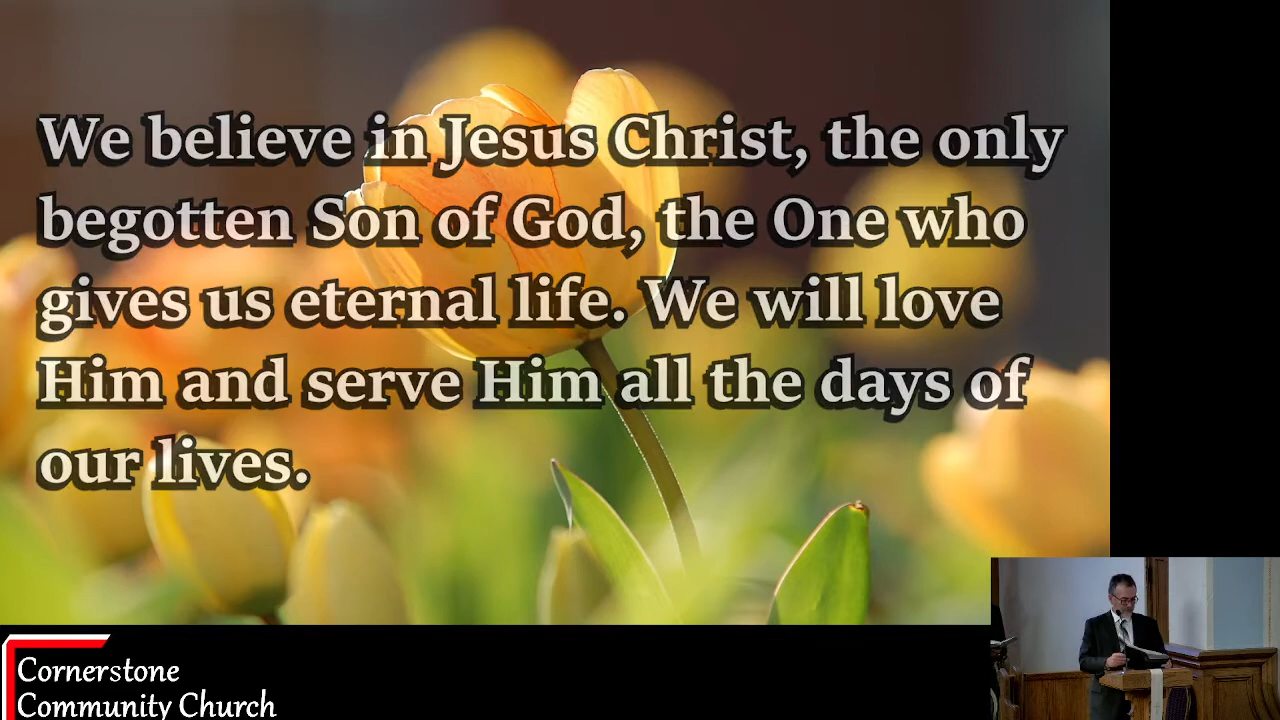 We believe in Jesus Christ, the only
begotten Son of God, the One who
gives us eternal life. We will love
Him and serve Him all the days of
our lives.
Cornerstone
Community Church